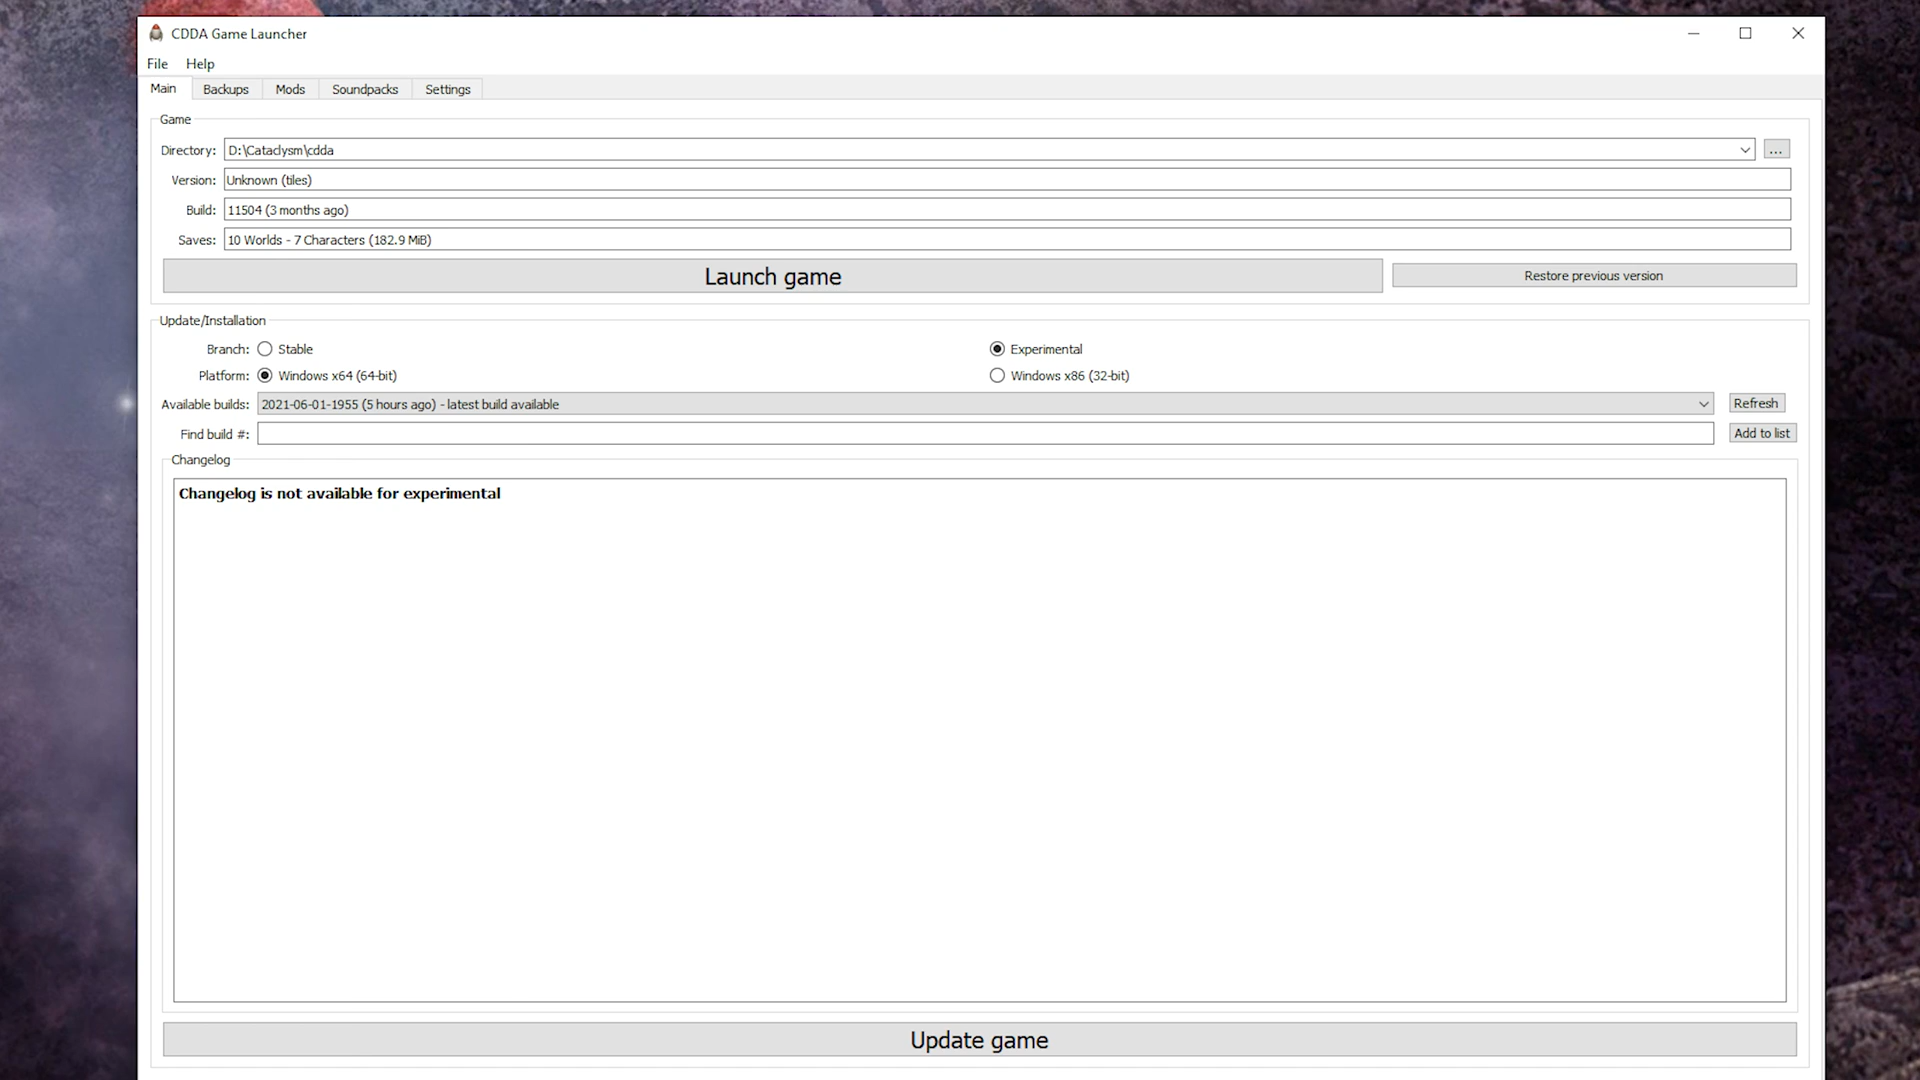 CDDA Game Launcher
File Help
Main Backups Mods Soundpacks Settings
Game
Directory: D:\Cataclysm\cdda ...
Version: Unknown (tiles)
Build: 11504 (3 months ago)
Saves: 10 Worlds - 7 Characters (182.9 MiB)
Launch game Restore previous version
Update/Installation
Branch: Stable Experimental
Platform: Windows x64 (64-bit) Windows x86 (32-bit)
Available builds: 2021-06-01-1955 (5 hours ago) - latest build available Refresh
Find build #: Add to list
Changelog
Changelog is not available for experimental
Update game